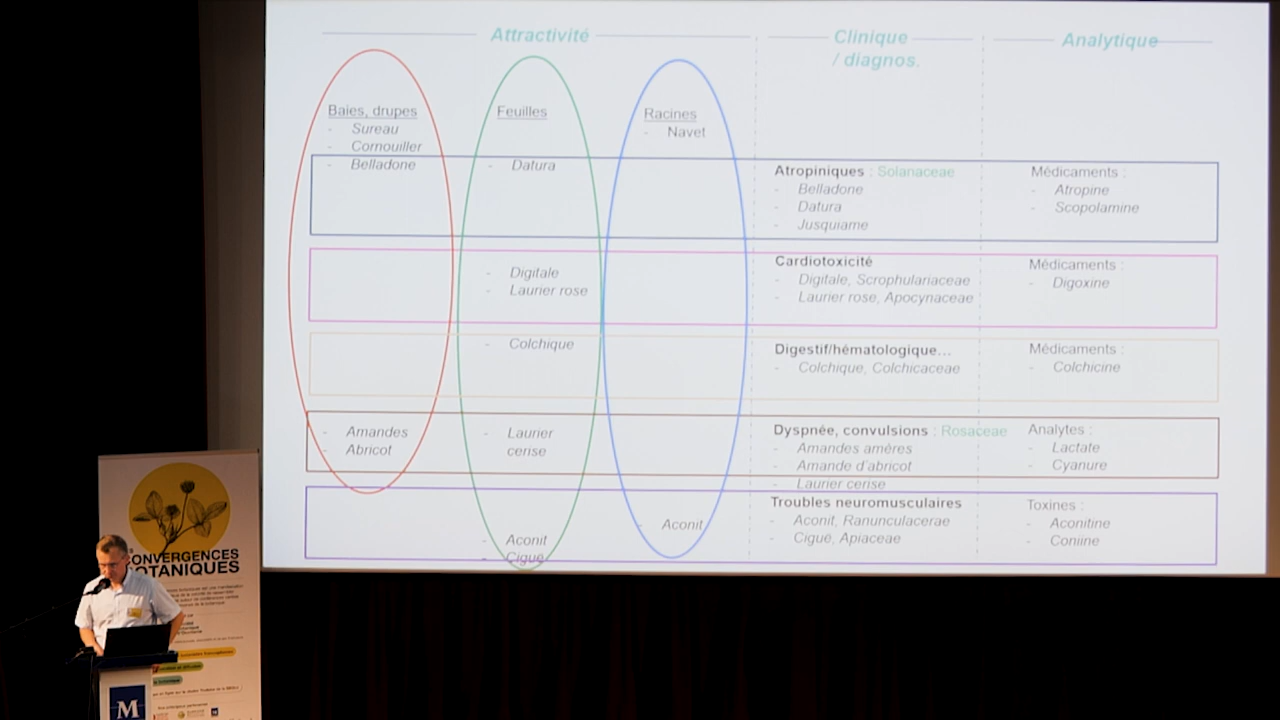 Attractivité
Clinique
/ diagnos.
Analytique
Baies, drupes
- Sureau
- Cornouiller
- Belladone
Feuilles
- Datura
Racines
- Navet
Atropiniques : Solanaceae
- Belladone
- Datura
- Jusquiame
Médicaments :
- Atropine
- Scopolamine
- Digitale
- Laurier rose
Cardiotoxicité
- Digitale, Scrophulariaceae
- Laurier rose, Apocynaceae
Médicaments :
- Digoxine
- Colchique
Digestif/hématologique...
- Colchique, Colchicaceae
Médicaments :
- Colchicine
- Amandes
- Abricot
- Laurier
cerise
Dyspnée, convulsions : Rosaceae
- Amandes amères
- Amande d'abricot
- Laurier cerise
Analytes :
- Lactate
- Cyanure
- Aconit
- Cigue
- Aconit
Troubles neuromusculaires
- Aconit, Ranunculacerae
- Cigue, Apiaceae
Toxines :
- Aconitine
- Coniine
CONVERGENCES
BOTANIQUES
M